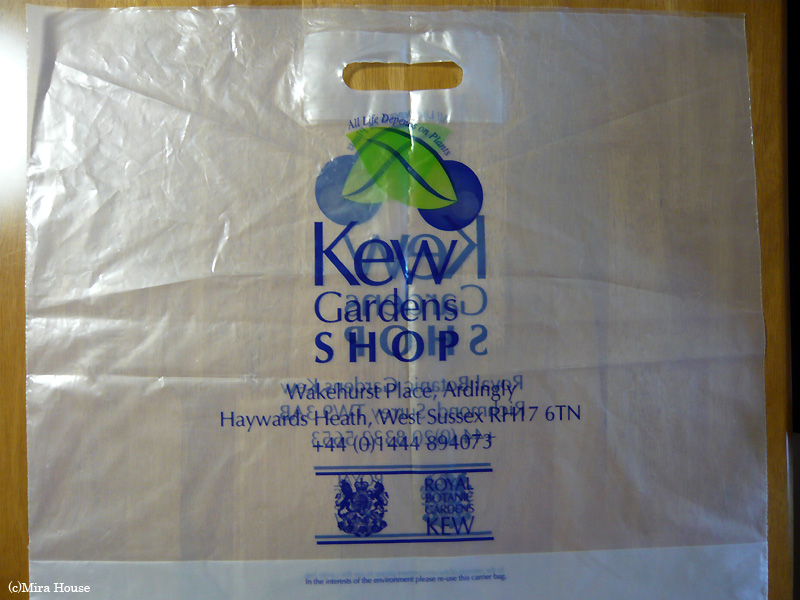 All Life Depends on Plants
Kew
Gardens
SHOP
Wakehurst Place, Ardingly
Haywards Heath, West Sussex RH17 6TN
+44 (0)1444 894073
ROYAL
BOTANIC
GARDENS
KEW
In the interests of the environment please re-use this carrier bag.
(c)Mira House